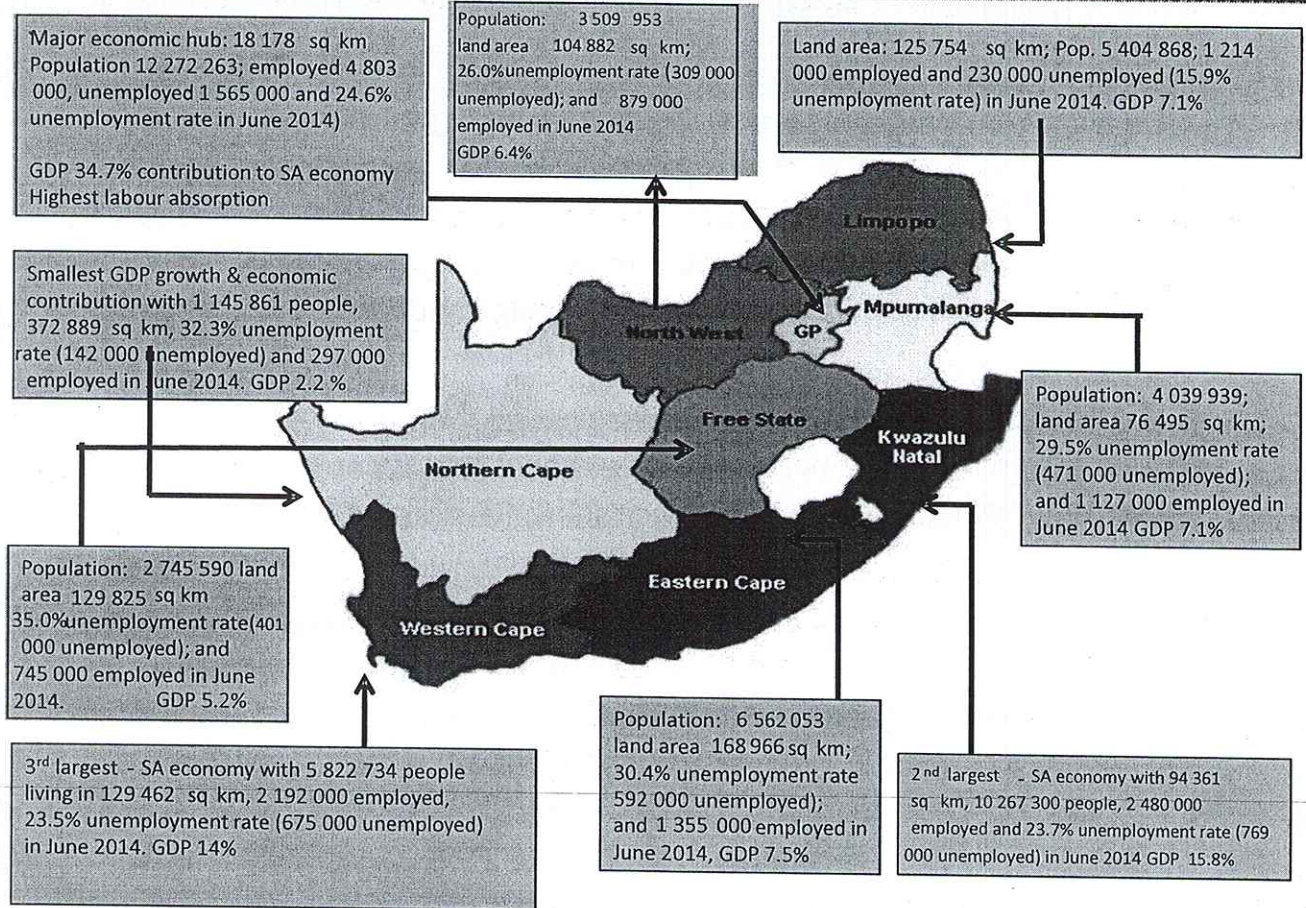 Major economic hub: 18 178 sq km
Population 12 272 263; employed 4 803
000, unemployed 1 565 000 and 24.6%
unemployment rate in June 2014)
GDP 34.7% contribution to SA economy
Highest labour absorption
Population: 3 509 953
land area 104 882 sq km;
26.0%unemployment rate (309 000
unemployed); and 879 000
employed in June 2014
GDP 6.4%
Land area: 125 754 sq km; Pop. 5 404 868; 1 214
000 employed and 230 000 unemployed (15.9%
unemployment rate) in June 2014. GDP 7.1%
Smallest GDP growth & economic
contribution with 1 145 861 people,
372 889 sq km, 32.3% unemployment
rate (142 000 unemployed) and 297 000
employed in June 2014. GDP 2.2 %
Limpopo
Mpumalanga
North West
GP
Free State
Kwazulu
Natal
Northern Cape
Eastern Cape
Western Cape
Population: 4 039 939;
land area 76 495 sq km;
29.5% unemployment rate
(471 000 unemployed);
and 1 127 000 employed in
June 2014 GDP 7.1%
Population: 2 745 590 land
area 129 825 sq km
35.0%unemployment rate(401
000 unemployed); and
745 000 employed in June
2014. GDP 5.2%
3rd largest - SA economy with 5 822 734 people
living in 129 462 sq km, 2 192 000 employed,
23.5% unemployment rate (675 000 unemployed)
in June 2014. GDP 14%
Population: 6 562 053
land area 168 966 sq km;
30.4% unemployment rate
592 000 unemployed);
and 1 355 000 employed in
June 2014, GDP 7.5%
2nd largest - SA economy with 94 361
sq km, 10 267 300 people, 2 480 000
employed and 23.7% unemployment rate (769
000 unemployed) in June 2014 GDP 15.8%